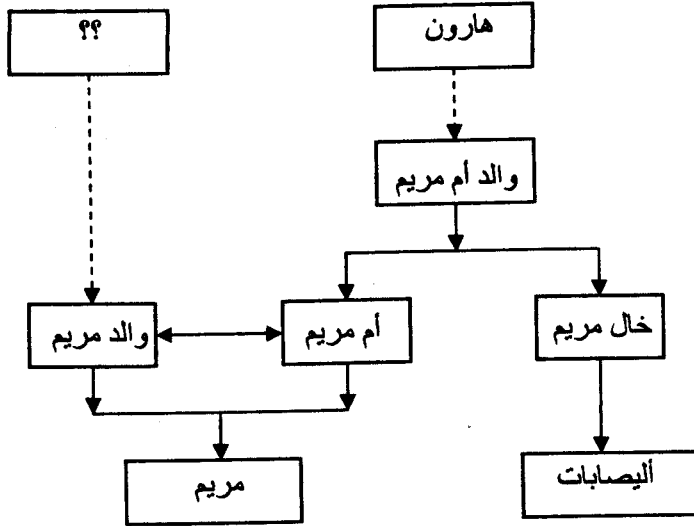 هارون
؟؟
والد أم مريم
خال مريم
أم مريم
والد مريم
أليصابات
مريم